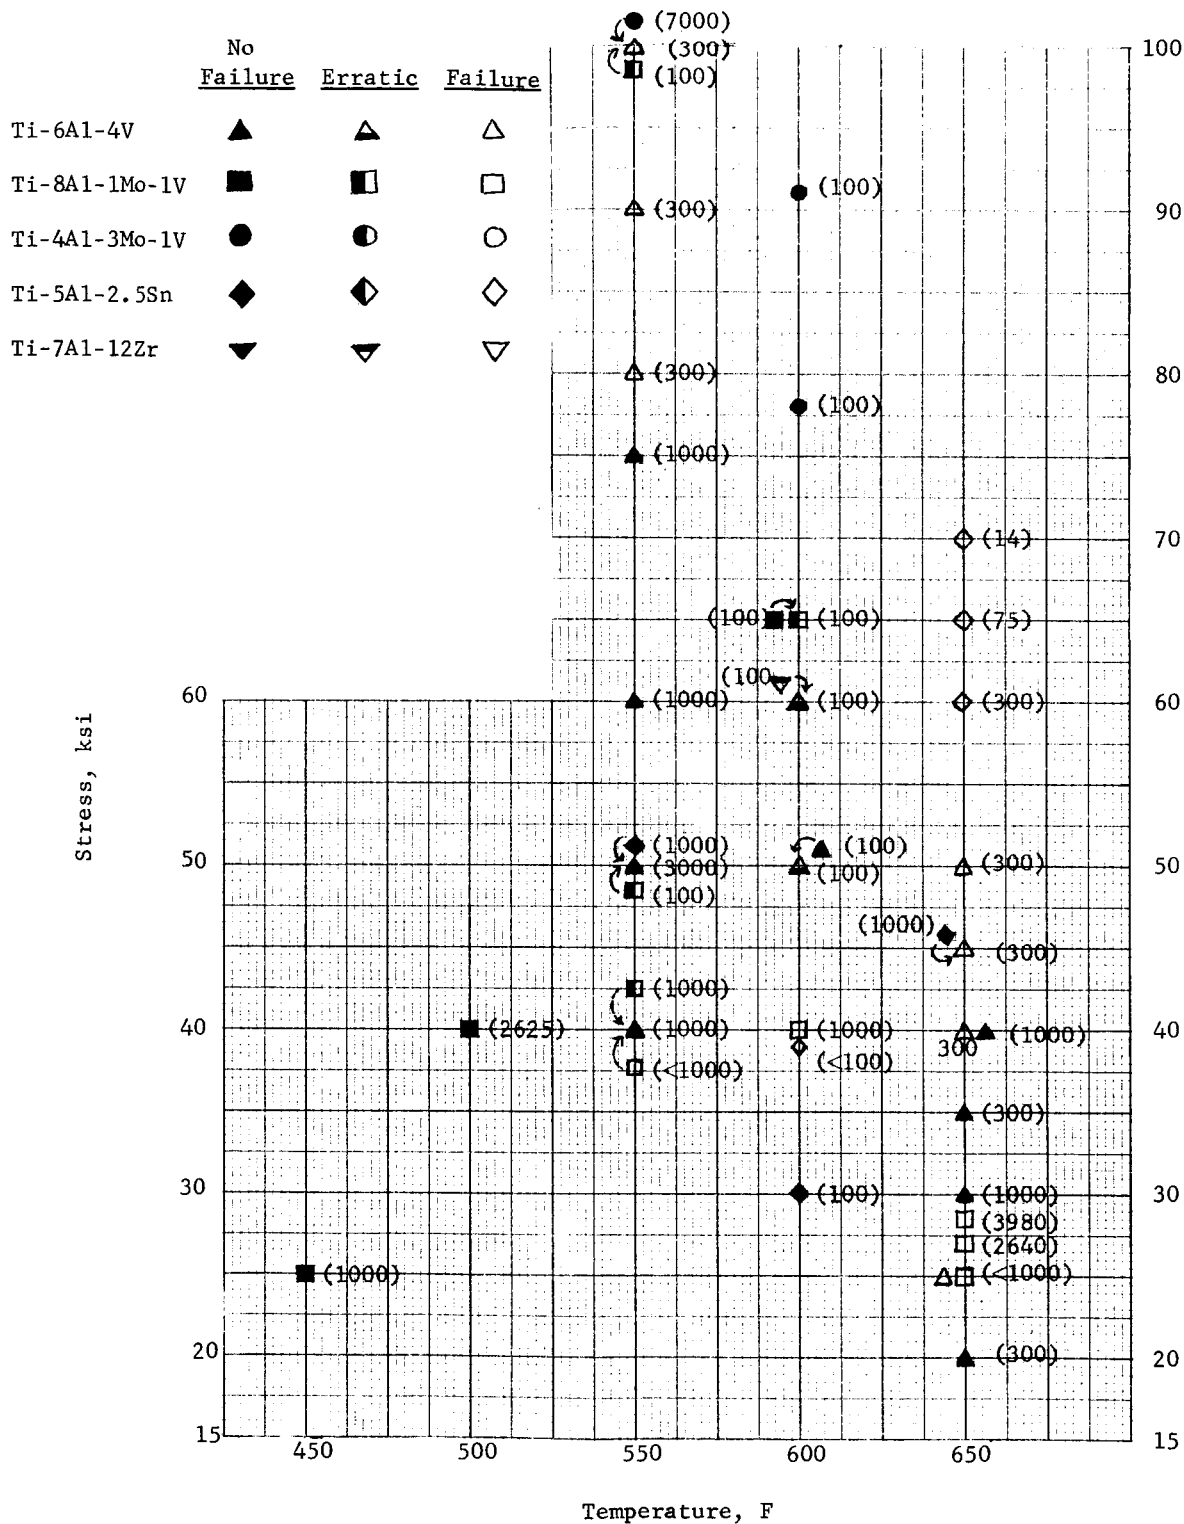 No
Failure Erratic Failure
Ti-6Al-4V
Ti-8Al-1Mo-1V
Ti-4Al-3Mo-1V
Ti-5Al-2.5Sn
Ti-7Al-12Zr
(7000)
(300) 100
(100)
(100)
(300) 90
(300) 80
(100)
(1000)
(14) 70
(100) (100) (75)
(100
60 (1000) (100) (300) 60
Stress, ksi
(1000) (100)
50 (3000) (100) (300) 50
(100)
(1000)
(300)
(1000)
40 (2625) (1000) (1000) (1000) 40
300
(<1000) (<100)
(300)
30 (100) (1000) 30
(3980)
(2640)
(1000) (<1000)
20 (300) 20
15 15
450 500 550 600 650
Temperature, F